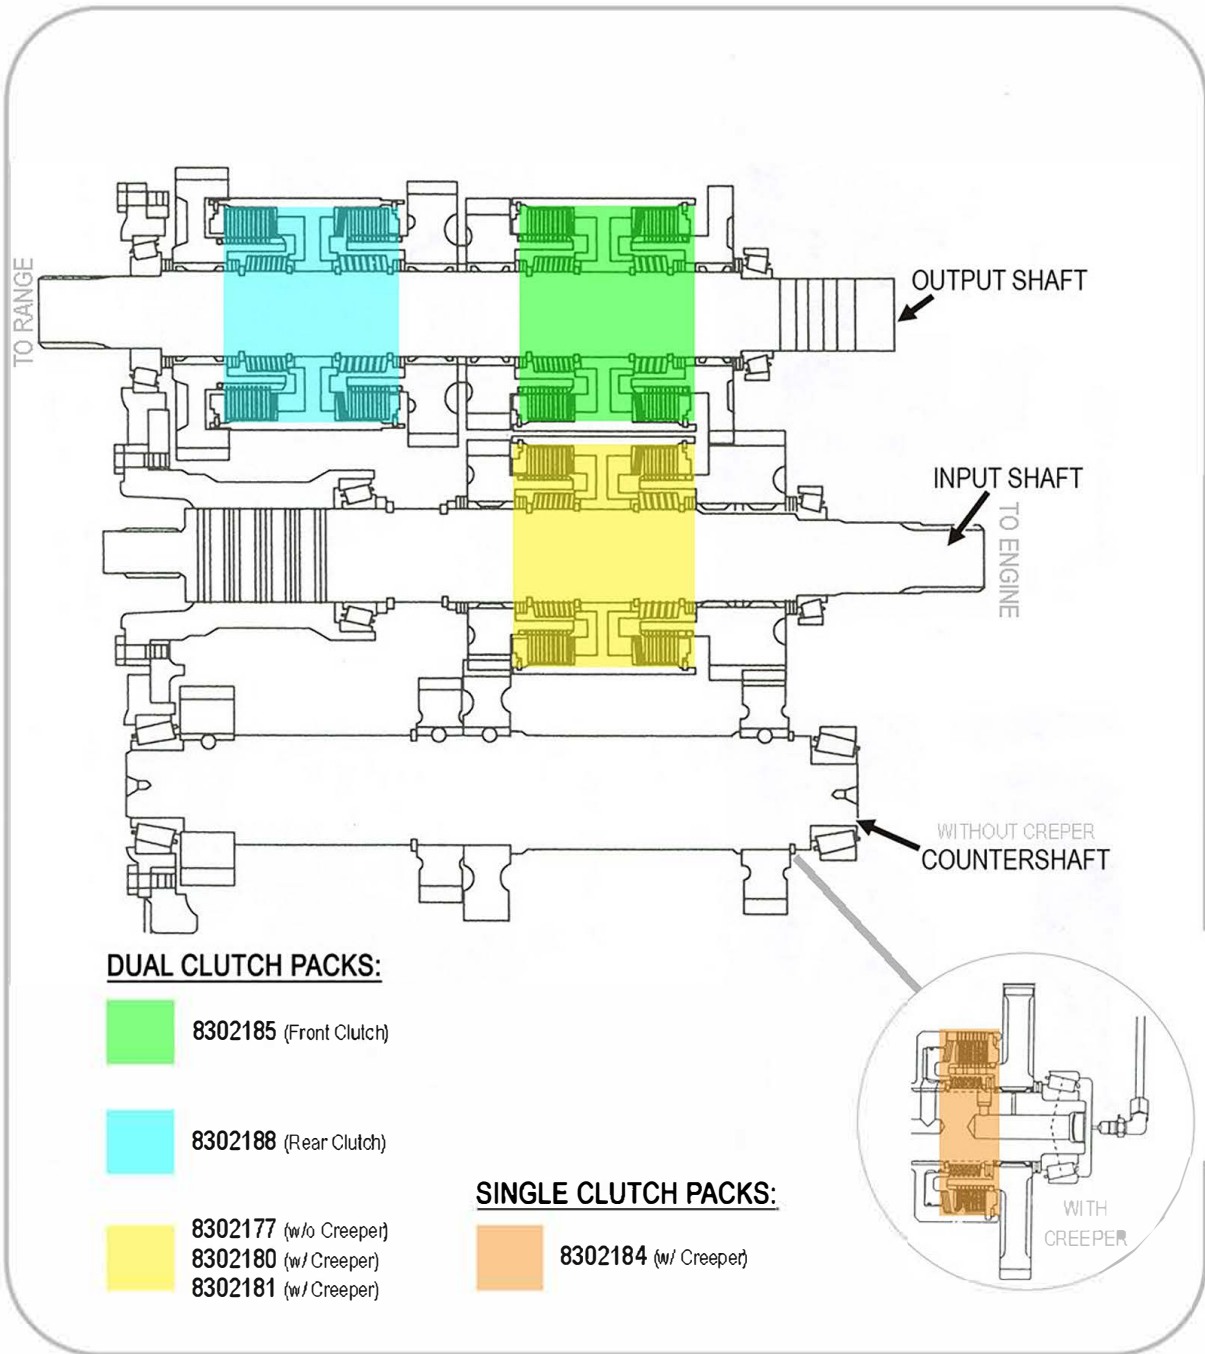 TO RANGE
OUTPUT SHAFT
INPUT SHAFT
TO ENGINE
WITHOUT CREPER
COUNTERSHAFT
DUAL CLUTCH PACKS:
8302185 (Front Clutch)
8302188 (Rear Clutch)
8302177 (w/o Creeper)
8302180 (w/ Creeper)
8302181 (w/ Creeper)
SINGLE CLUTCH PACKS:
8302184 (w/ Creeper)
WITH
CREEPER